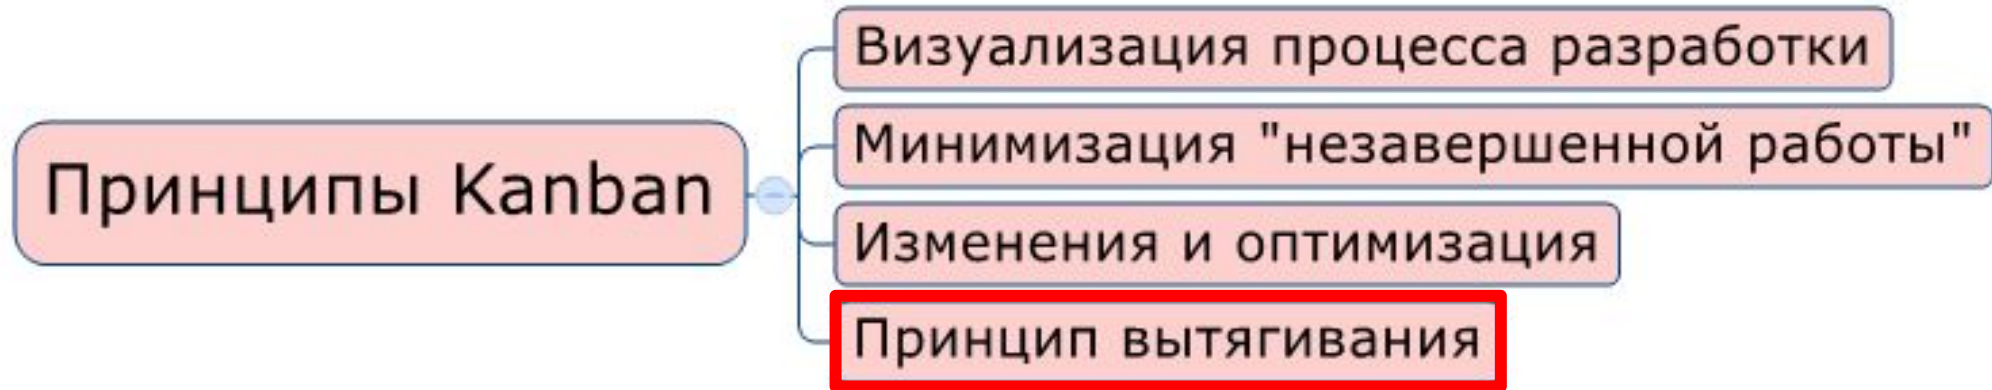 Принципы Kanban
Визуализация процесса разработки
Минимизация "незавершенной работы"
Изменения и оптимизация
Принцип вытягивания